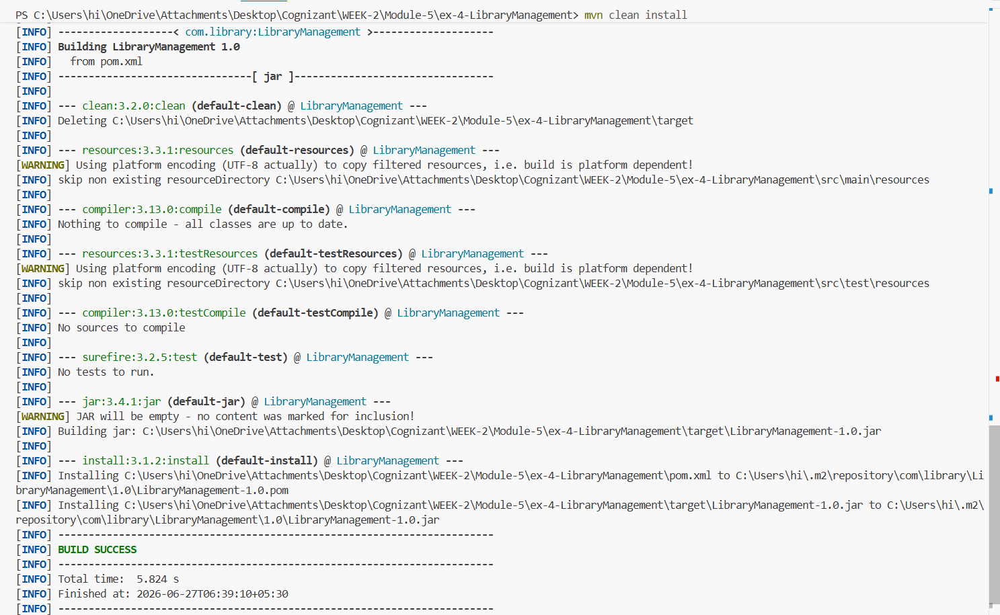 PS C:\Users\hi\OneDrive\Attachments\Desktop\Cognizant\WEEK-2\Module-5\ex-4-LibraryManagement> mvn clean install
[INFO] -------------------< com.library:LibraryManagement >--------------------
[INFO] Building LibraryManagement 1.0
[INFO]   from pom.xml
[INFO] --------------------------------[ jar ]---------------------------------
[INFO]
[INFO] --- clean:3.2.0:clean (default-clean) @ LibraryManagement ---
[INFO] Deleting C:\Users\hi\OneDrive\Attachments\Desktop\Cognizant\WEEK-2\Module-5\ex-4-LibraryManagement\target
[INFO]
[INFO] --- resources:3.3.1:resources (default-resources) @ LibraryManagement ---
[WARNING] Using platform encoding (UTF-8 actually) to copy filtered resources, i.e. build is platform dependent!
[INFO] skip non existing resourceDirectory C:\Users\hi\OneDrive\Attachments\Desktop\Cognizant\WEEK-2\Module-5\ex-4-LibraryManagement\src\main\resources
[INFO]
[INFO] --- compiler:3.13.0:compile (default-compile) @ LibraryManagement ---
[INFO] Nothing to compile - all classes are up to date.
[INFO]
[INFO] --- resources:3.3.1:testResources (default-testResources) @ LibraryManagement ---
[WARNING] Using platform encoding (UTF-8 actually) to copy filtered resources, i.e. build is platform dependent!
[INFO] skip non existing resourceDirectory C:\Users\hi\OneDrive\Attachments\Desktop\Cognizant\WEEK-2\Module-5\ex-4-LibraryManagement\src\test\resources
[INFO]
[INFO] --- compiler:3.13.0:testCompile (default-testCompile) @ LibraryManagement ---
[INFO] No sources to compile
[INFO]
[INFO] --- surefire:3.2.5:test (default-test) @ LibraryManagement ---
[INFO] No tests to run.
[INFO]
[INFO] --- jar:3.4.1:jar (default-jar) @ LibraryManagement ---
[WARNING] JAR will be empty - no content was marked for inclusion!
[INFO] Building jar: C:\Users\hi\OneDrive\Attachments\Desktop\Cognizant\WEEK-2\Module-5\ex-4-LibraryManagement\target\LibraryManagement-1.0.jar
[INFO]
[INFO] --- install:3.1.2:install (default-install) @ LibraryManagement ---
[INFO] Installing C:\Users\hi\OneDrive\Attachments\Desktop\Cognizant\WEEK-2\Module-5\ex-4-LibraryManagement\pom.xml to C:\Users\hi\.m2\repository\com\library\Li
braryManagement\1.0\LibraryManagement-1.0.pom
[INFO] Installing C:\Users\hi\OneDrive\Attachments\Desktop\Cognizant\WEEK-2\Module-5\ex-4-LibraryManagement\target\LibraryManagement-1.0.jar to C:\Users\hi\.m2\
repository\com\library\LibraryManagement\1.0\LibraryManagement-1.0.jar
[INFO] ------------------------------------------------------------------------
[INFO] BUILD SUCCESS
[INFO] ------------------------------------------------------------------------
[INFO] Total time:  5.824 s
[INFO] Finished at: 2026-06-27T06:39:10+05:30
[INFO] ------------------------------------------------------------------------